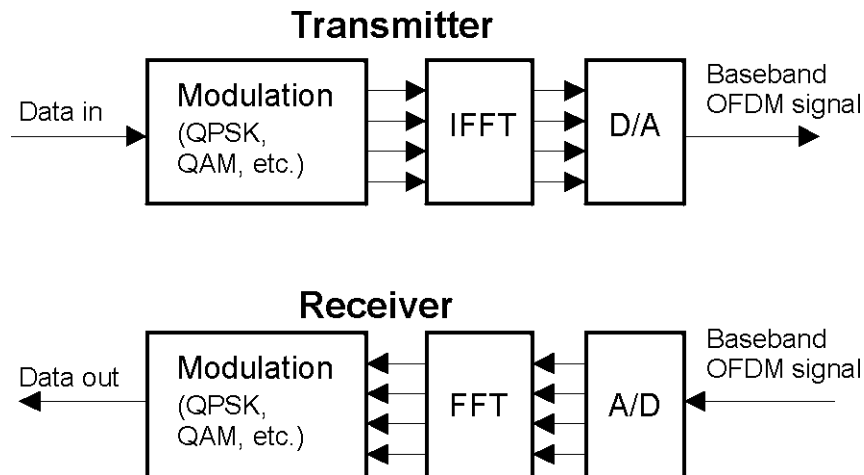 Transmitter
Data in
Modulation
(QPSK,
QAM, etc.)
IFFT
D/A
Baseband
OFDM signal
Receiver
Data out
Modulation
(QPSK,
QAM, etc.)
FFT
A/D
Baseband
OFDM signal